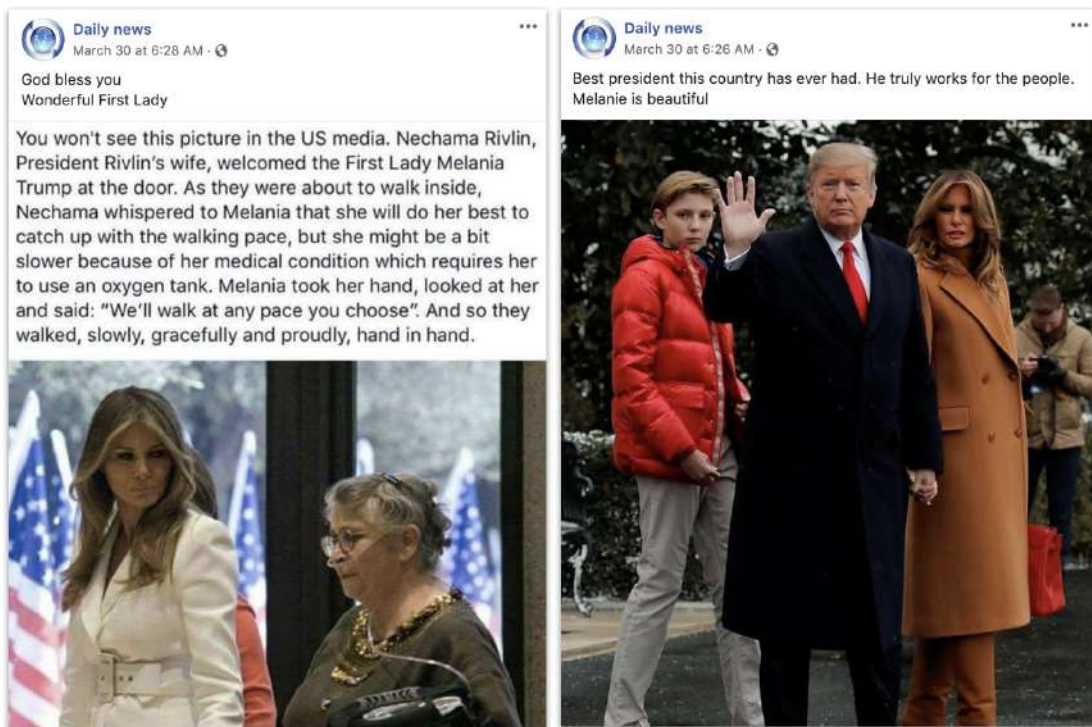 Daily news
March 30 at 6:28 AM ·
God bless you
Wonderful First Lady
You won't see this picture in the US media. Nechama Rivlin,
President Rivlin's wife, welcomed the First Lady Melania
Trump at the door. As they were about to walk inside,
Nechama whispered to Melania that she will do her best to
catch up with the walking pace, but she might be a bit
slower because of her medical condition which requires her
to use an oxygen tank. Melania took her hand, looked at her
and said: "We'll walk at any pace you choose". And so they
walked, slowly, gracefully and proudly, hand in hand.
Daily news
March 30 at 6:26 AM ·
Best president this country has ever had. He truly works for the people.
Melanie is beautiful